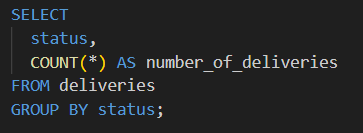 SELECT
  status,
  COUNT(*) AS number_of_deliveries
FROM deliveries
GROUP BY status;